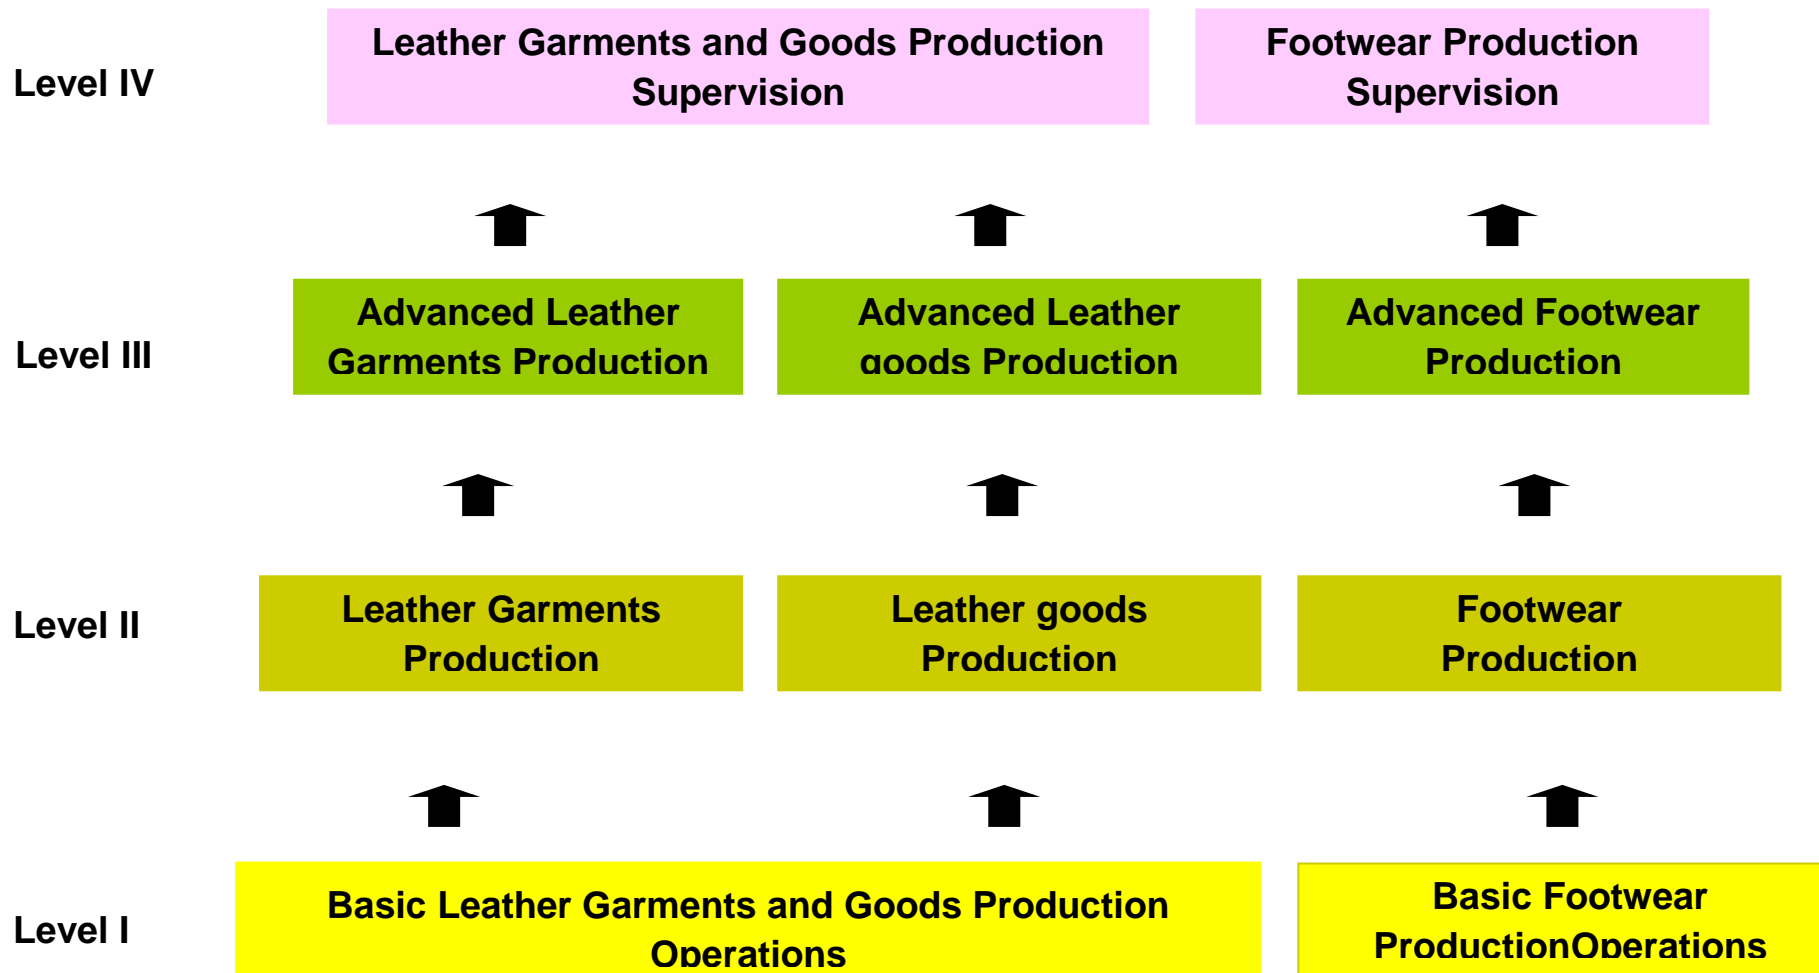 Level IV
Leather Garments and Goods Production
Supervision
Footwear Production
Supervision
Level III
Advanced Leather
Garments Production
Advanced Leather
goods Production
Advanced Footwear
Production
Level II
Leather Garments
Production
Leather goods
Production
Footwear
Production
Level I
Basic Leather Garments and Goods Production
Operations
Basic Footwear
ProductionOperations